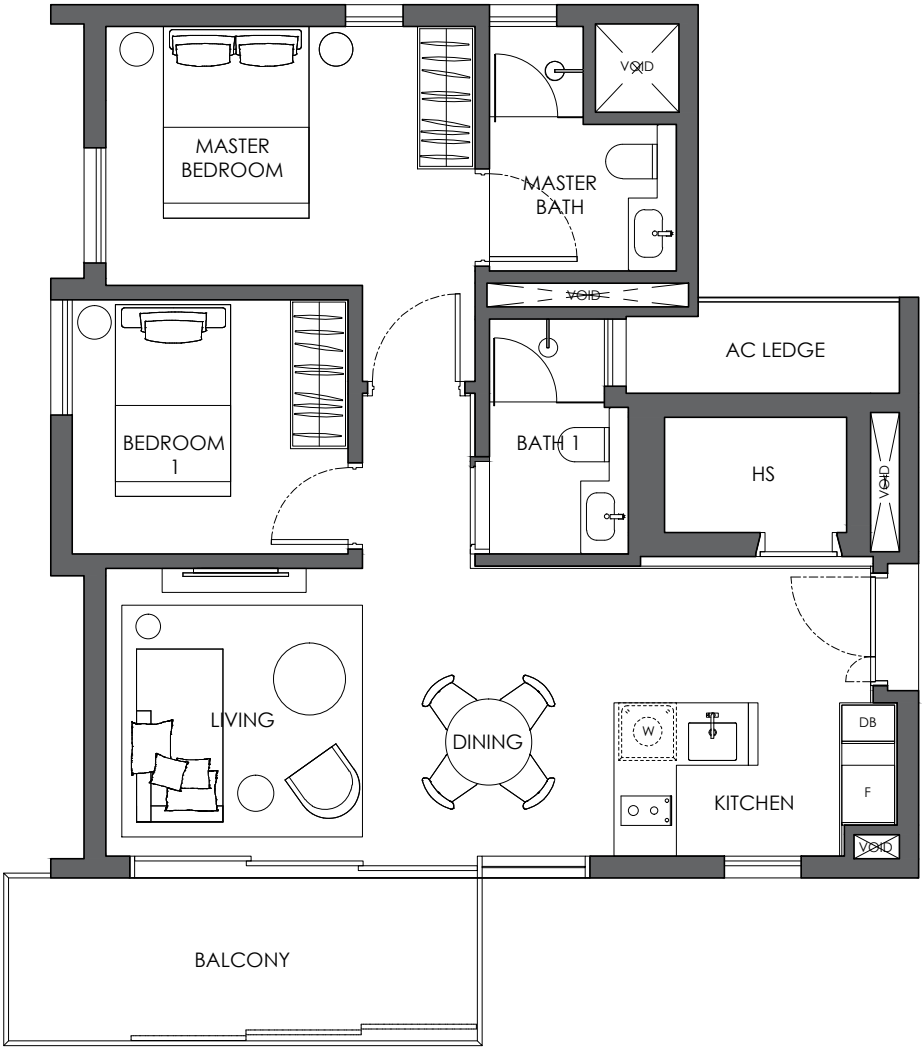 VOID
MASTER
BEDROOM
MASTER
BATH
VOID
AC LEDGE
BEDROOM
1
BATH 1
HS
VOID
LIVING
DINING
W
DB
F
KITCHEN
VOID
BALCONY